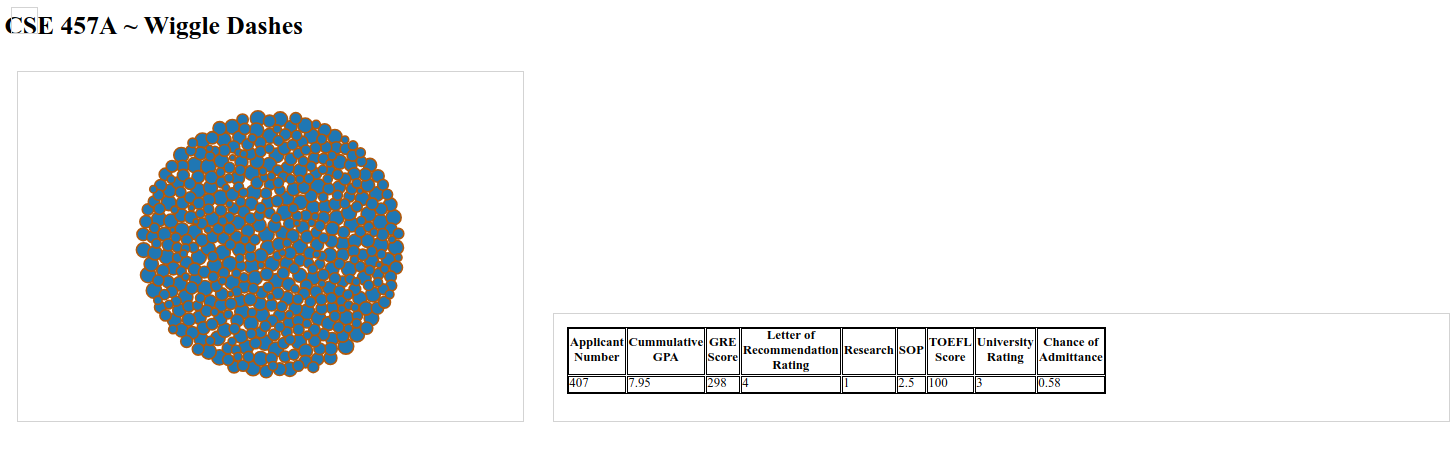 CSE 457A ~ Wiggle Dashes
Applicant Number Cummulative GPA GRE Score Letter of Recommendation Rating Research SOP TOEFL Score University Rating Chance of Admittance
407 7.95 298 4 1 2.5 100 3 0.58